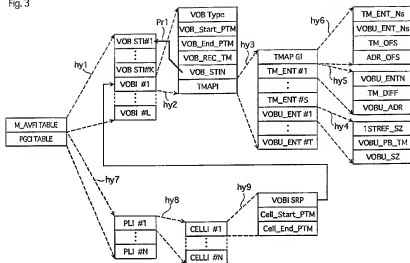 Fig. 3
hy1
M_AVFI TABLE
PGCI TABLE
VOB STI#1
VOB STI#K
VOBI #1
VOBI #L
Pr1
hy2
VOB Type
VOB_Start_PTM
VOB_End_PTM
VOB_REC_TM
VOB_STIN
TMAPI
hy3
TMAP GI
TM_ENT #1
TM_ENT #S
VOBU_ENT #1
VOBU_ENT #T
hy6
hy5
hy4
TM_ENT_Ns
VOBU_ENT_Ns
TM_OFS
ADR_OFS
VOBU_ENTN
TM_DIFF
VOBU_ADR
1STREF_SZ
VOBU_PB_TM
VOBU_SZ
hy7
PLI #1
PLI #N
hy8
CELLI #1
CELLI #N
hy9
VOBI SRP
Cell_Start_PTM
Cell_End_PTM